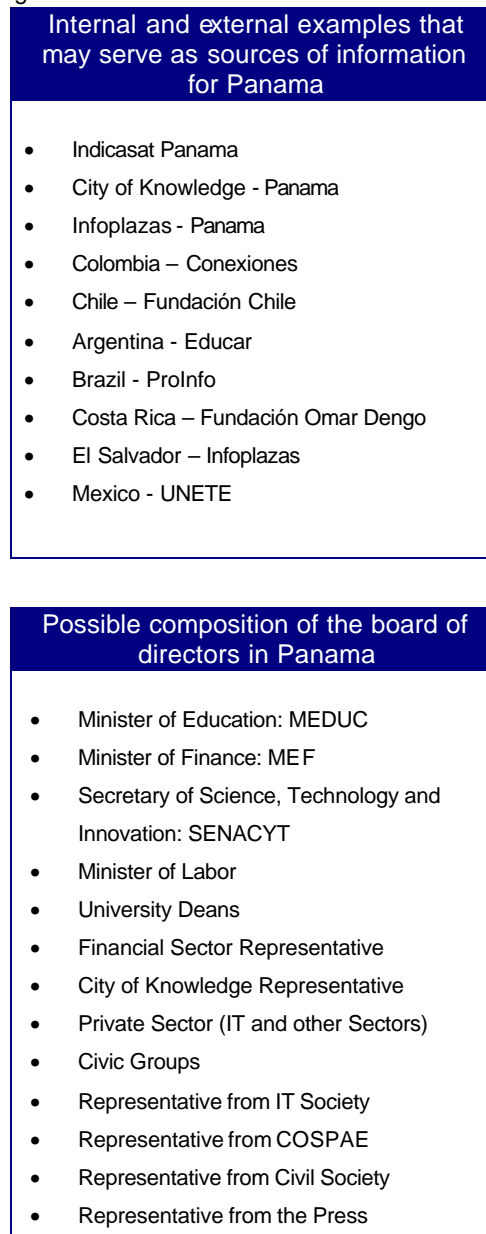 Internal and external examples that
may serve as sources of information
for Panama
• Indicasat Panama
• City of Knowledge - Panama
• Infoplazas - Panama
• Colombia – Conexiones
• Chile – Fundación Chile
• Argentina - Educar
• Brazil - ProInfo
• Costa Rica – Fundación Omar Dengo
• El Salvador – Infoplazas
• Mexico - UNETE
Possible composition of the board of
directors in Panama
• Minister of Education: MEDUC
• Minister of Finance: MEF
• Secretary of Science, Technology and
Innovation: SENACYT
• Minister of Labor
• University Deans
• Financial Sector Representative
• City of Knowledge Representative
• Private Sector (IT and other Sectors)
• Civic Groups
• Representative from IT Society
• Representative from COSPAE
• Representative from Civil Society
• Representative from the Press